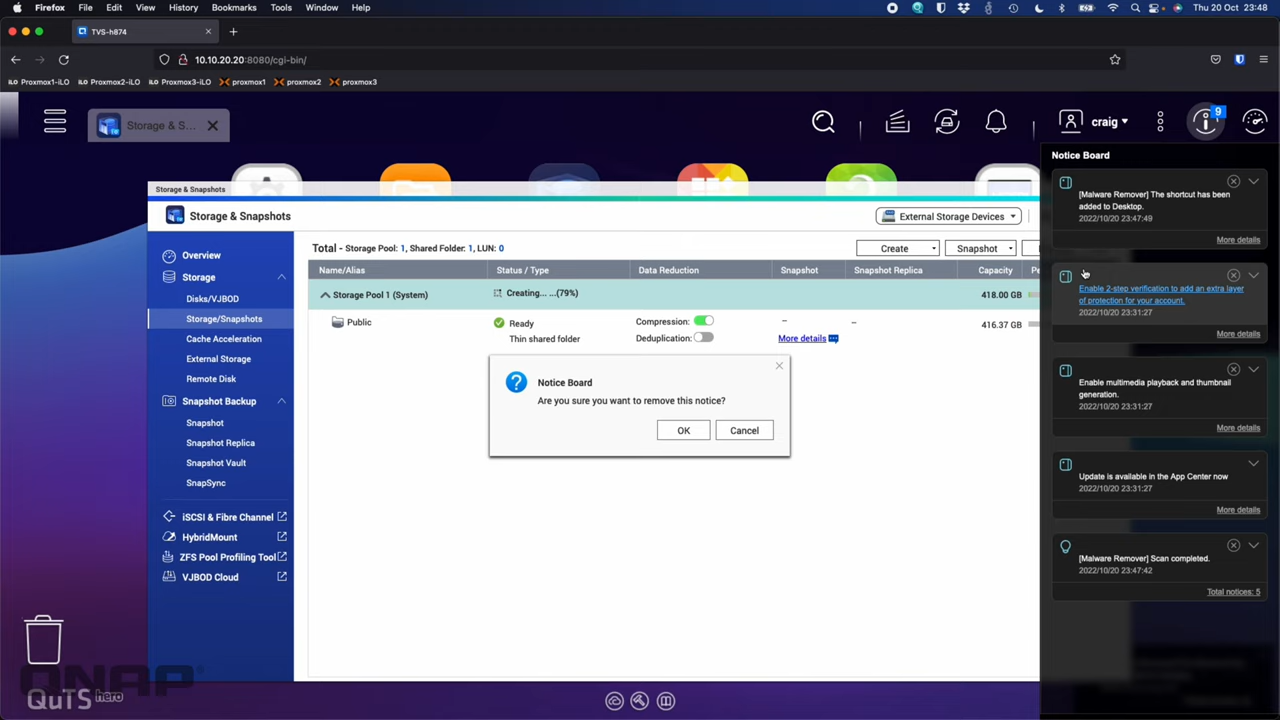 Firefox File Edit View History Bookmarks Tools Window Help
Thu 20 Oct 23:48
TVS-h874
10.10.20.20:8080/cgi-bin/
iLO Proxmox1-iLO iLO Proxmox2-iLO iLO Proxmox3-iLO proxmox1 proxmox2 proxmox3
Storage & S...
craig
9
Storage & Snapshots
Storage & Snapshots
External Storage Devices
Overview
Storage
Disks/VJBOD
Storage/Snapshots
Cache Acceleration
External Storage
Remote Disk
Snapshot Backup
Snapshot
Snapshot Replica
Snapshot Vault
SnapSync
iSCSI & Fibre Channel
HybridMount
ZFS Pool Profiling Tool
VJBOD Cloud
Total - Storage Pool: 1, Shared Folder: 1, LUN: 0
Create
Snapshot
Name/Alias Status / Type Data Reduction Snapshot Snapshot Replica Capacity Pe
Storage Pool 1 (System) Creating... ...(79%) 418.00 GB
Public Ready Compression: -- -- 416.37 GB
Thin shared folder Deduplication: More details
Notice Board
Are you sure you want to remove this notice?
OK Cancel
Notice Board
[Malware Remover] The shortcut has been
added to Desktop.
2022/10/20 23:47:49
More details
Enable 2-step verification to add an extra layer
of protection for your account.
2022/10/20 23:31:27
More details
Enable multimedia playback and thumbnail
generation.
2022/10/20 23:31:27
More details
Update is available in the App Center now
2022/10/20 23:31:27
More details
[Malware Remover] Scan completed.
2022/10/20 23:47:42
Total notices: 5
QNAP
QuTS hero